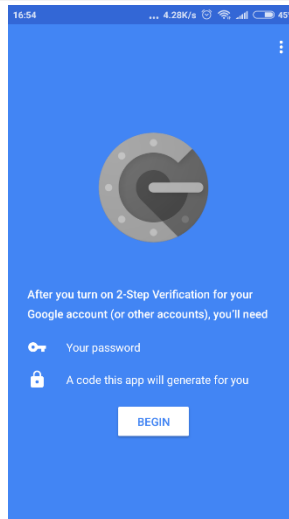 16:54 ... 4.28K/s 45
After you turn on 2-Step Verification for your
Google account (or other accounts), you'll need
Your password
A code this app will generate for you
BEGIN